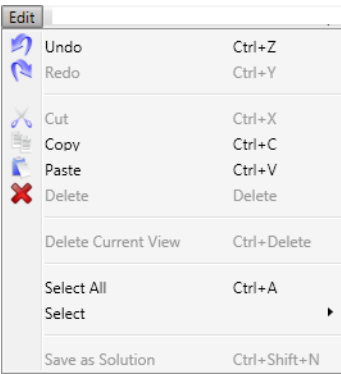 Edit
Undo Ctrl+Z
Redo Ctrl+Y
Cut Ctrl+X
Copy Ctrl+C
Paste Ctrl+V
Delete Delete
Delete Current View Ctrl+Delete
Select All Ctrl+A
Select
Save as Solution Ctrl+Shift+N